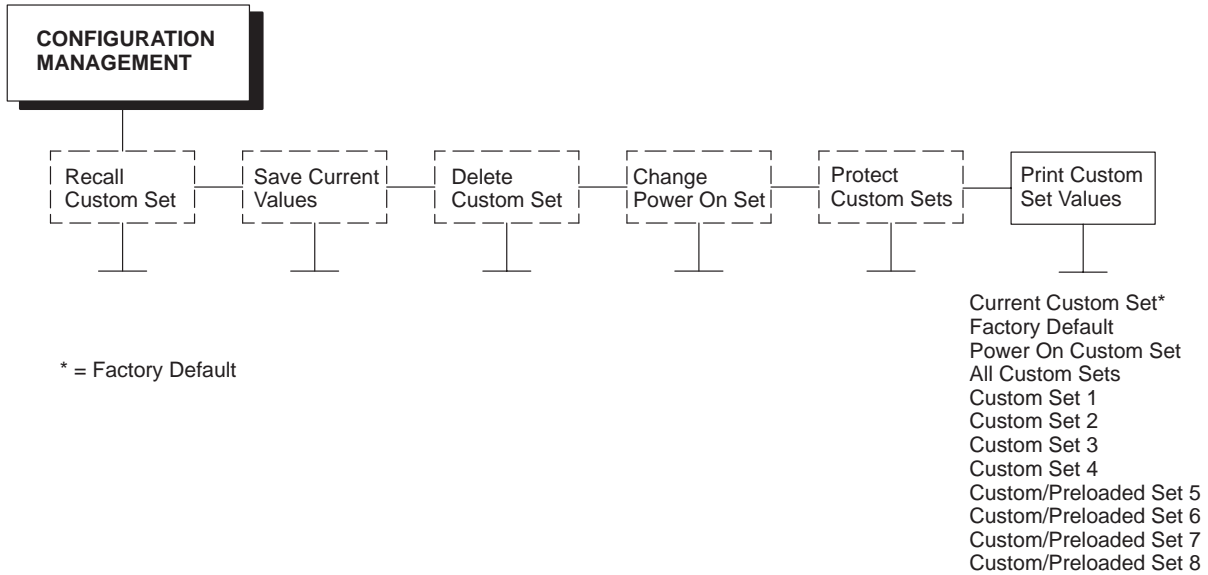 CONFIGURATION
MANAGEMENT
Recall
Custom Set
Save Current
Values
Delete
Custom Set
Change
Power On Set
Protect
Custom Sets
Print Custom
Set Values
Current Custom Set*
Factory Default
Power On Custom Set
All Custom Sets
Custom Set 1
Custom Set 2
Custom Set 3
Custom Set 4
Custom/Preloaded Set 5
Custom/Preloaded Set 6
Custom/Preloaded Set 7
Custom/Preloaded Set 8
* = Factory Default